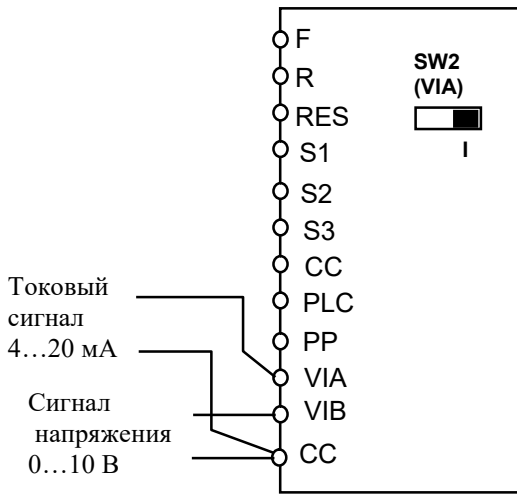 F
R
RES
S1
S2
S3
CC
PLC
PP
VIA
VIB
CC
SW2
(VIA)
I
Токовый
сигнал
4…20 мА
Сигнал
напряжения
0…10 В